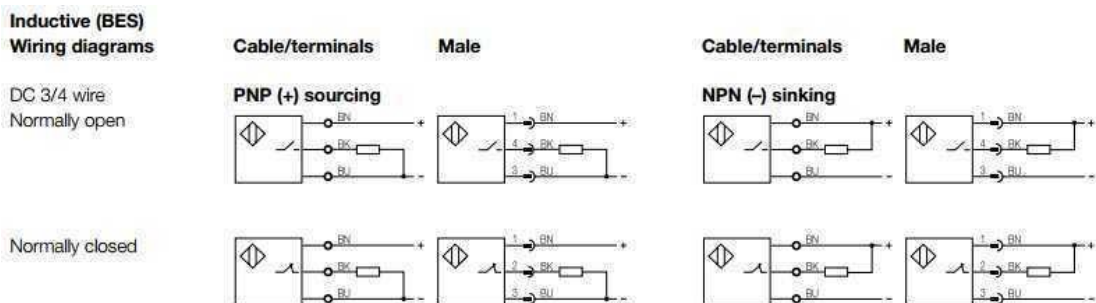 Inductive (BES)
Wiring diagrams Cable/terminals Male Cable/terminals Male
DC 3/4 wire PNP (+) sourcing NPN (–) sinking
Normally open
BN + 1 BN + BN + 1 BN +
BK 4 BK BK 4 BK
BU - 3 BU - BU - 3 BU -
Normally closed
BN + 1 BN + BN + 1 BN +
BK 2 BK BK 2 BK
BU - 3 BU - BU - 3 BU -